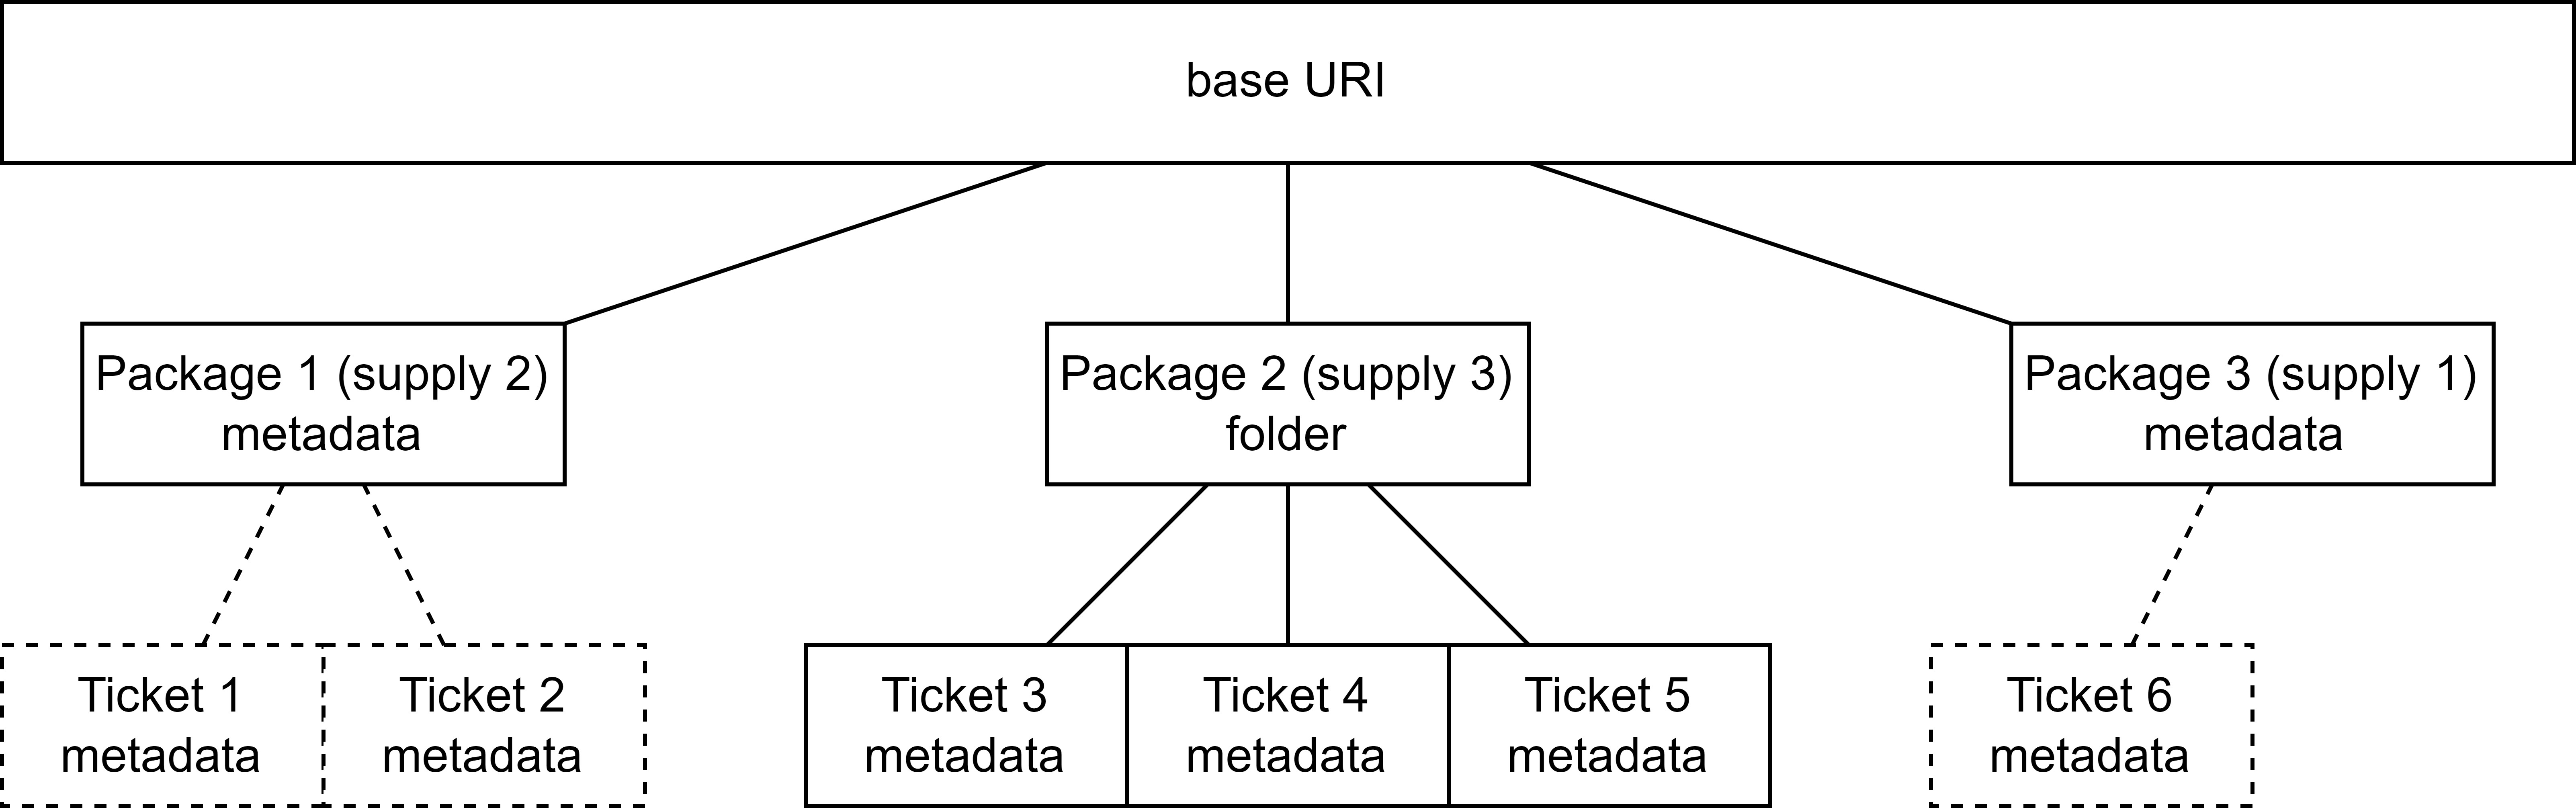 base URI
Package 1 (supply 2)
metadata
Package 2 (supply 3)
folder
Package 3 (supply 1)
metadata
Ticket 1
metadata
Ticket 2
metadata
Ticket 3
metadata
Ticket 4
metadata
Ticket 5
metadata
Ticket 6
metadata